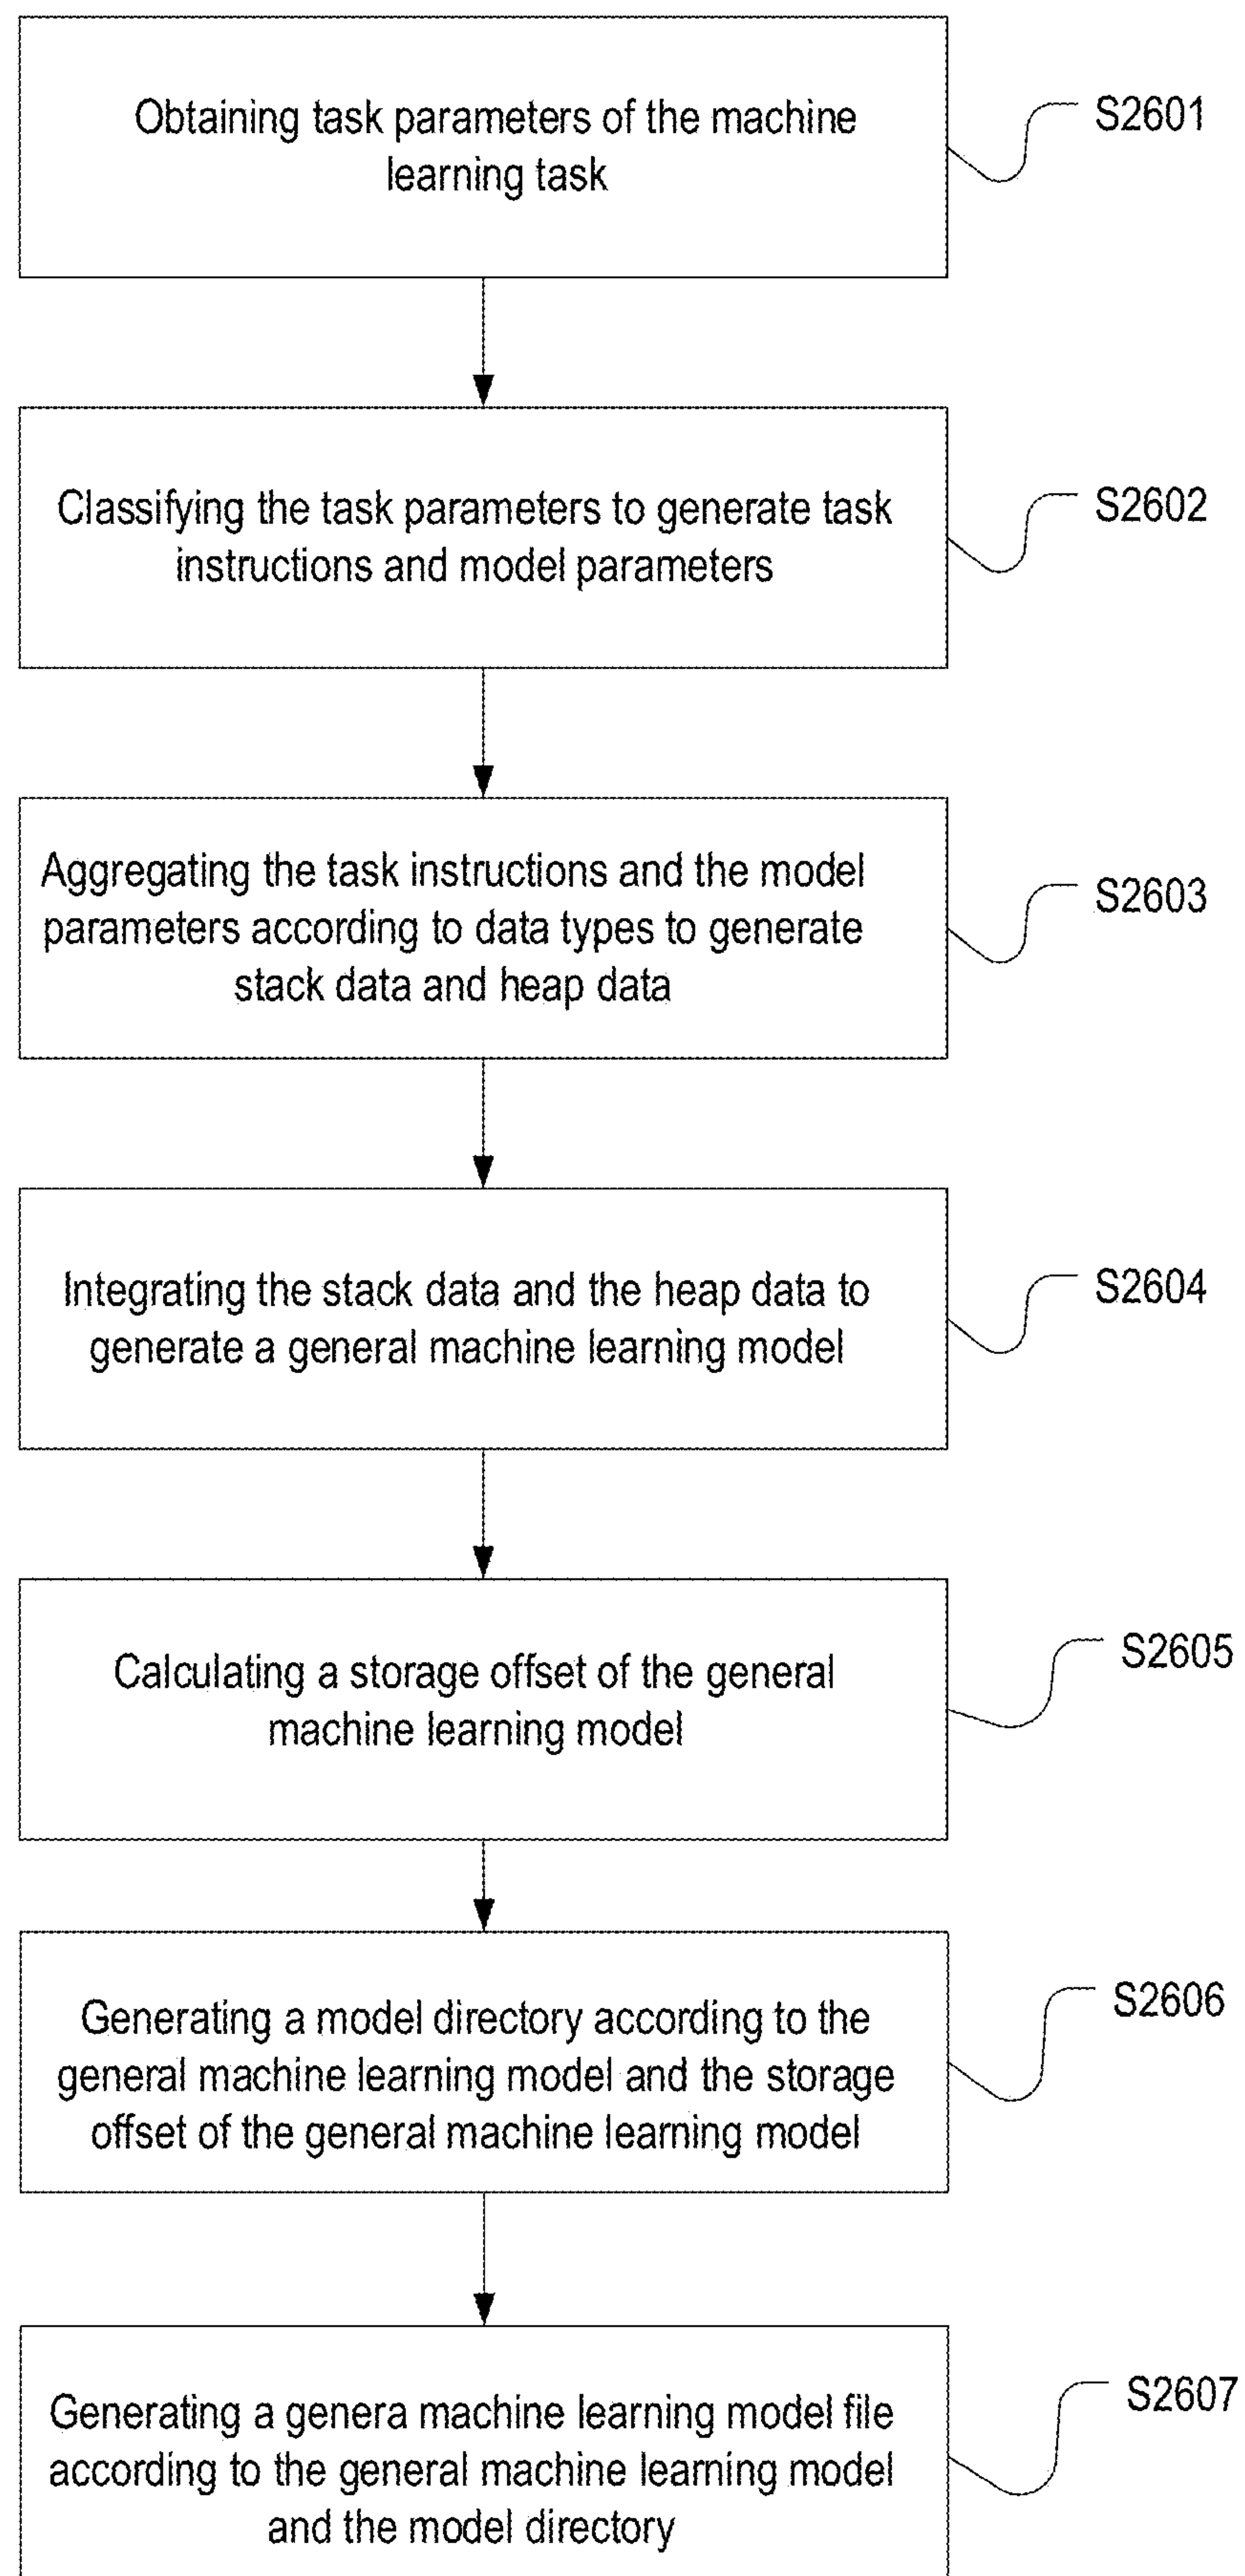 Obtaining task parameters of the machine
learning task
S2601
Classifying the task parameters to generate task
instructions and model parameters
S2602
Aggregating the task instructions and the model
parameters according to data types to generate
stack data and heap data
S2603
Integrating the stack data and the heap data to
generate a general machine learning model
S2604
Calculating a storage offset of the general
machine learning model
S2605
Generating a model directory according to the
general machine learning model and the storage
offset of the general machine learning model
S2606
Generating a genera machine learning model file
according to the general machine learning model
and the model directory
S2607